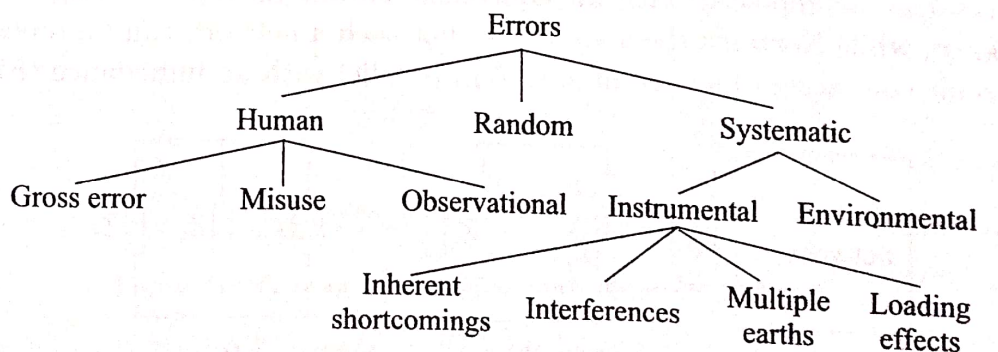 Errors
Human
Random
Systematic
Gross error
Misuse
Observational
Instrumental
Environmental
Inherent
shortcomings
Interferences
Multiple
earths
Loading
effects